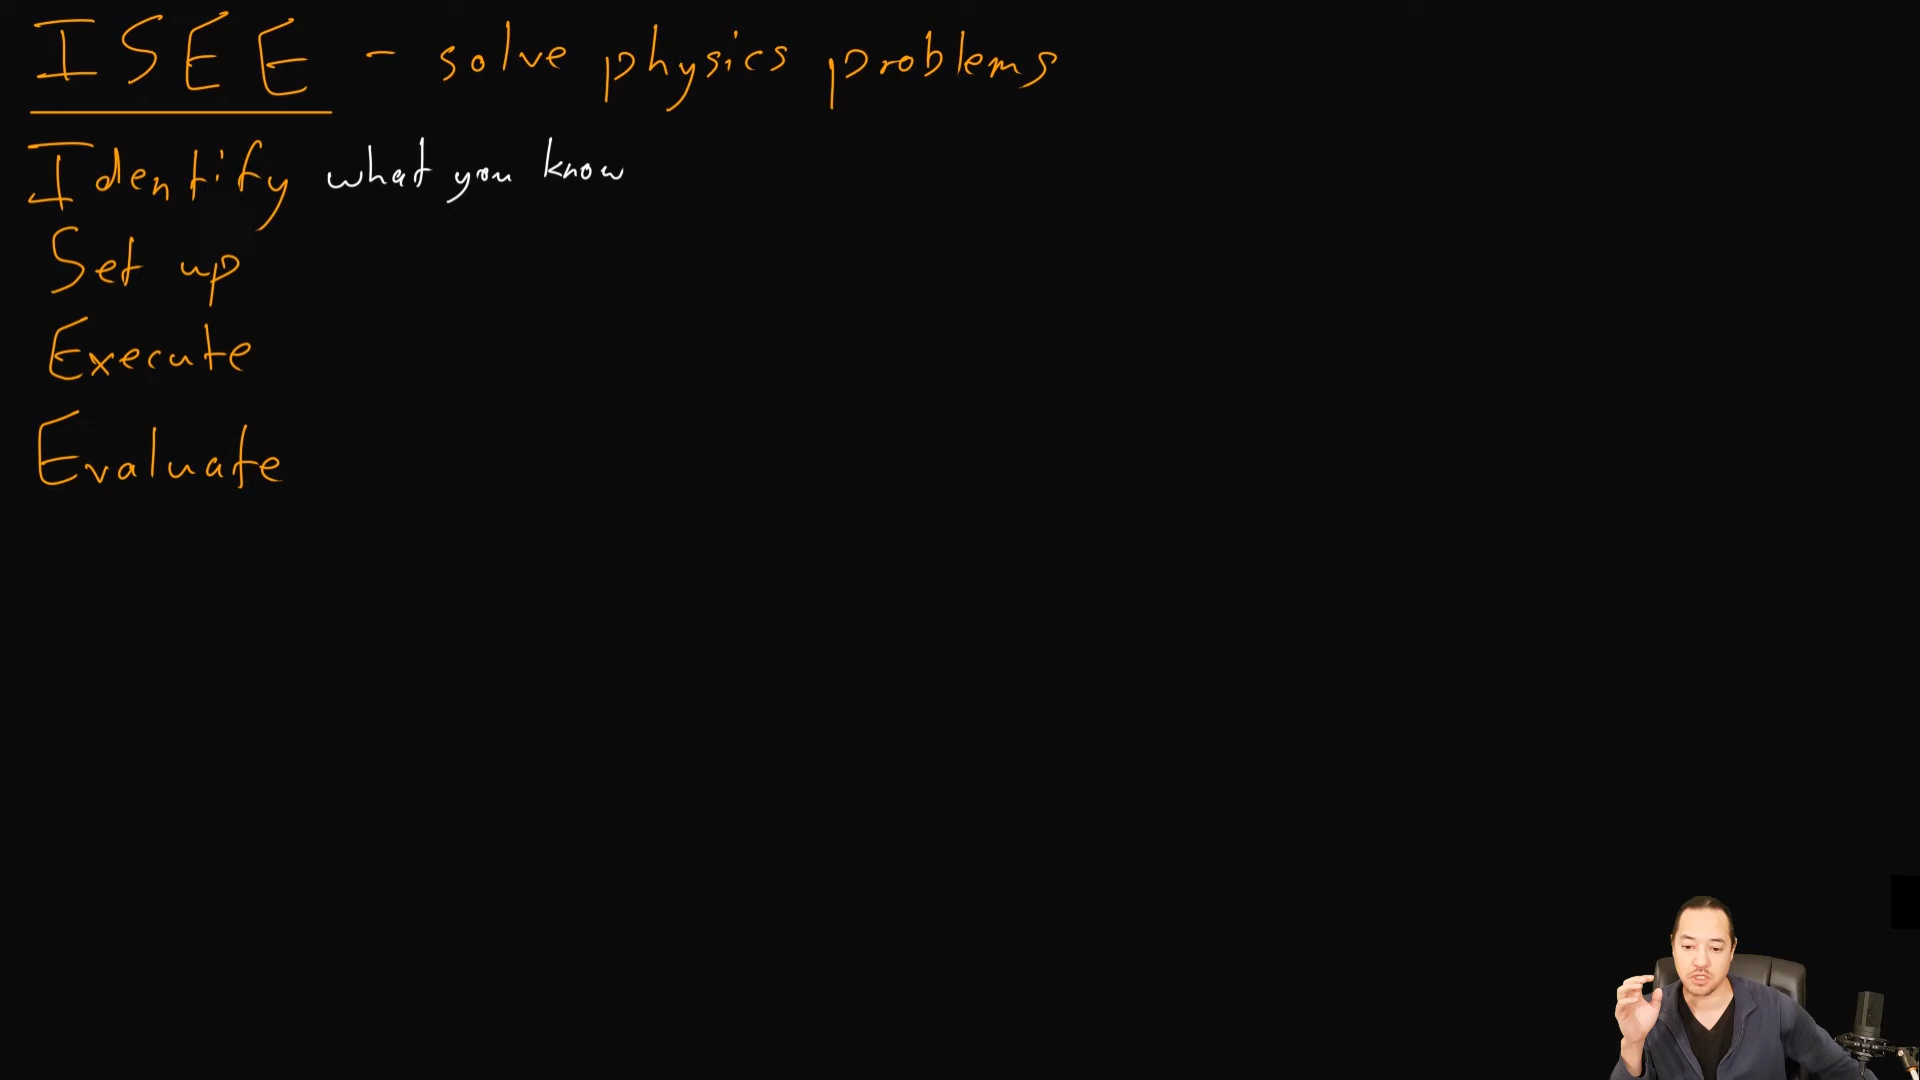 ISEE - solve physics problems
Identify what you know
Set up
Execute
Evaluate